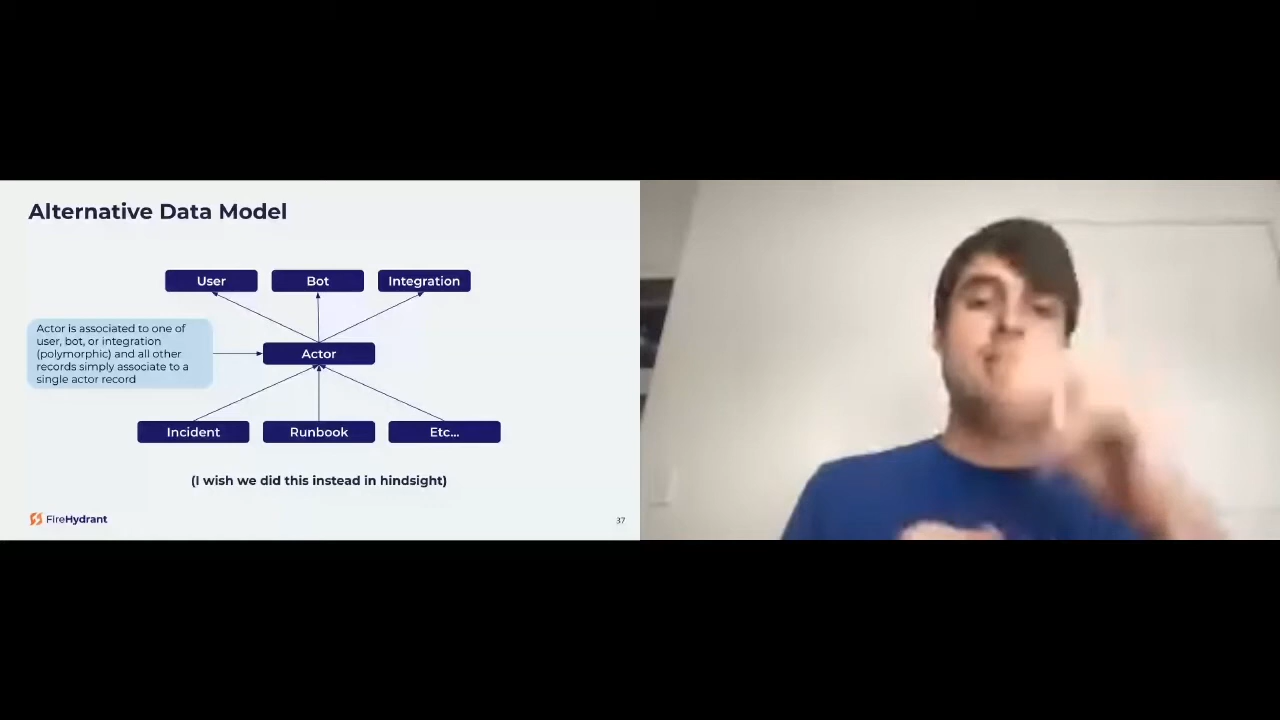 Alternative Data Model
User
Bot
Integration
Actor is associated to one of
user, bot, or integration
(polymorphic) and all other
records simply associate to a
single actor record
Actor
Incident
Runbook
Etc...
(I wish we did this instead in hindsight)
FireHydrant
37